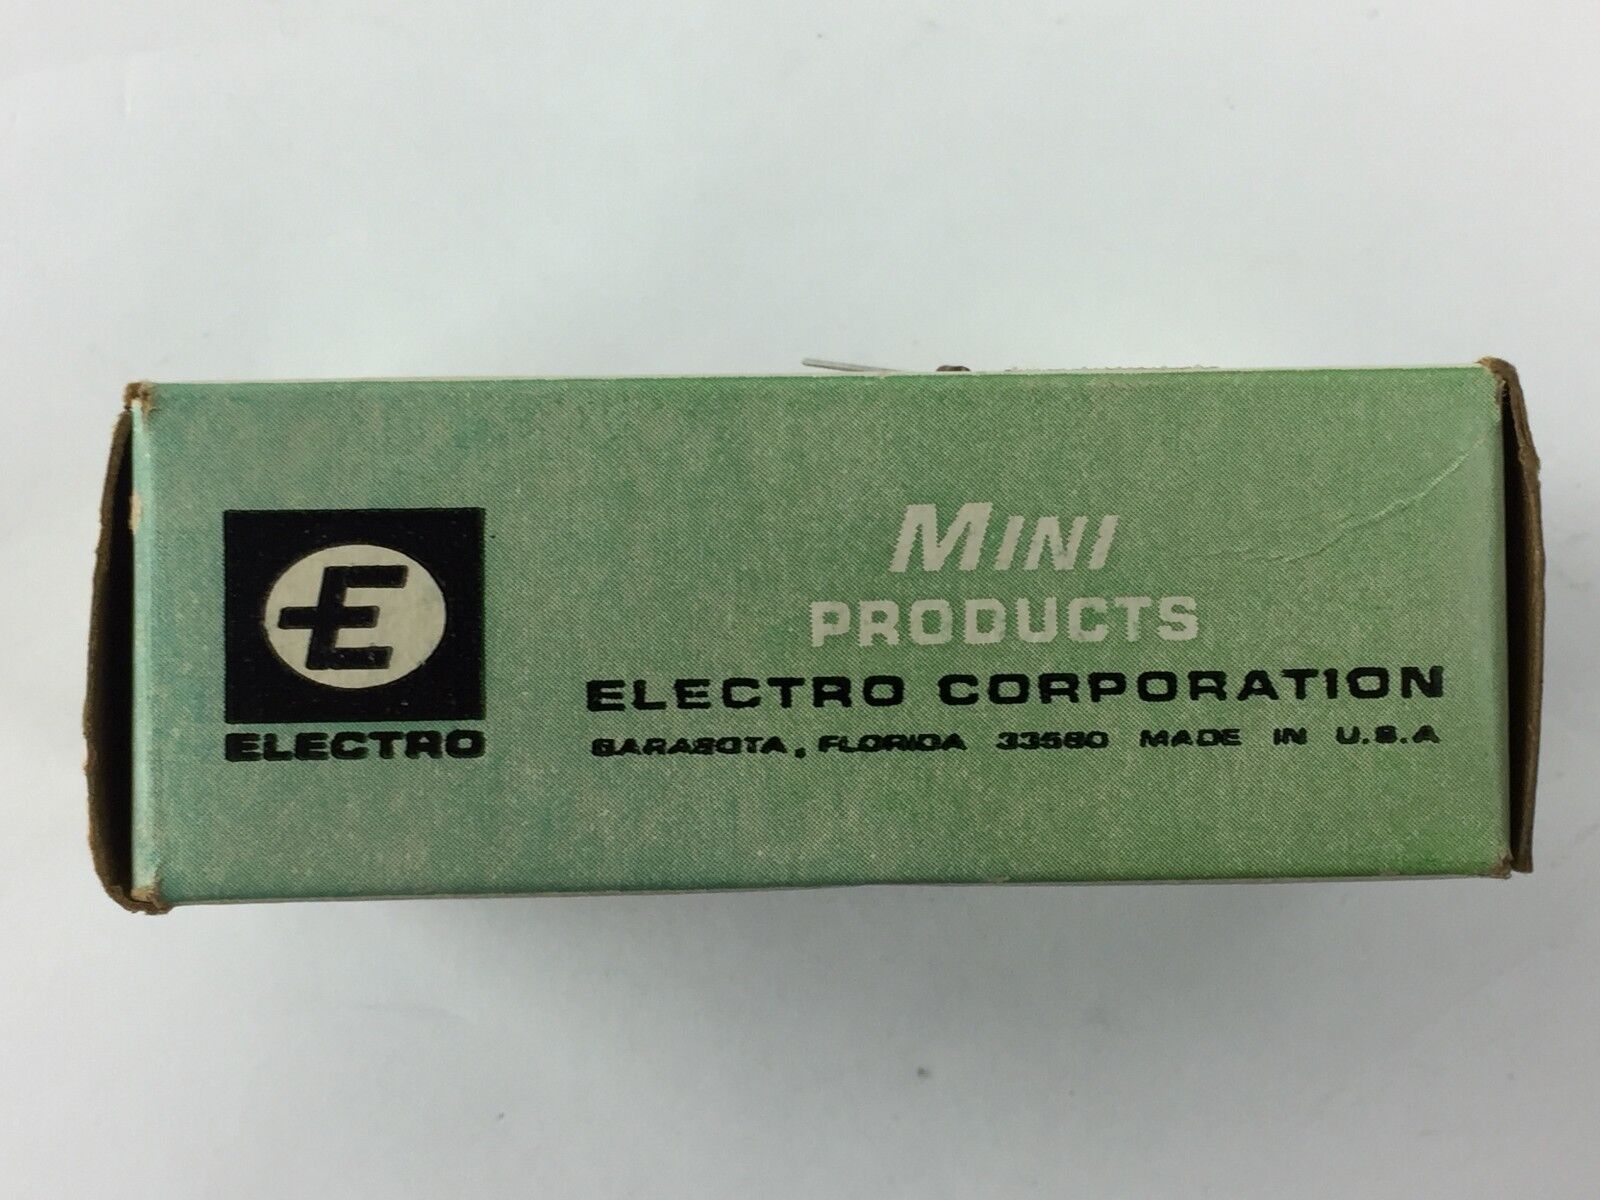 E
ELECTRO
MINI
PRODUCTS
ELECTRO CORPORATION
SARASOTA, FLORIDA 33580 MADE IN U.S.A